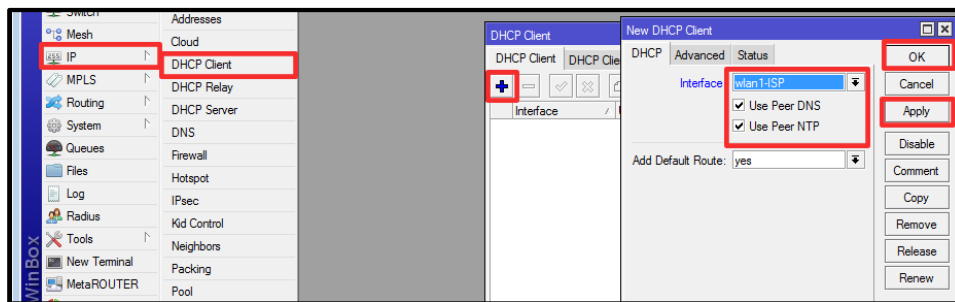 Switch
Mesh
IP
MPLS
Routing
System
Queues
Files
Log
Radius
Tools
New Terminal
MetaROUTER
WinBox
Addresses
Cloud
DHCP Client
DHCP Relay
DHCP Server
DNS
Firewall
Hotspot
IPsec
Kid Control
Neighbors
Packing
Pool
DHCP Client
DHCP Client DHCP Clie
Interface
New DHCP Client
DHCP Advanced Status
Interface: wlan1-ISP
Use Peer DNS
Use Peer NTP
Add Default Route: yes
OK
Cancel
Apply
Disable
Comment
Copy
Remove
Release
Renew